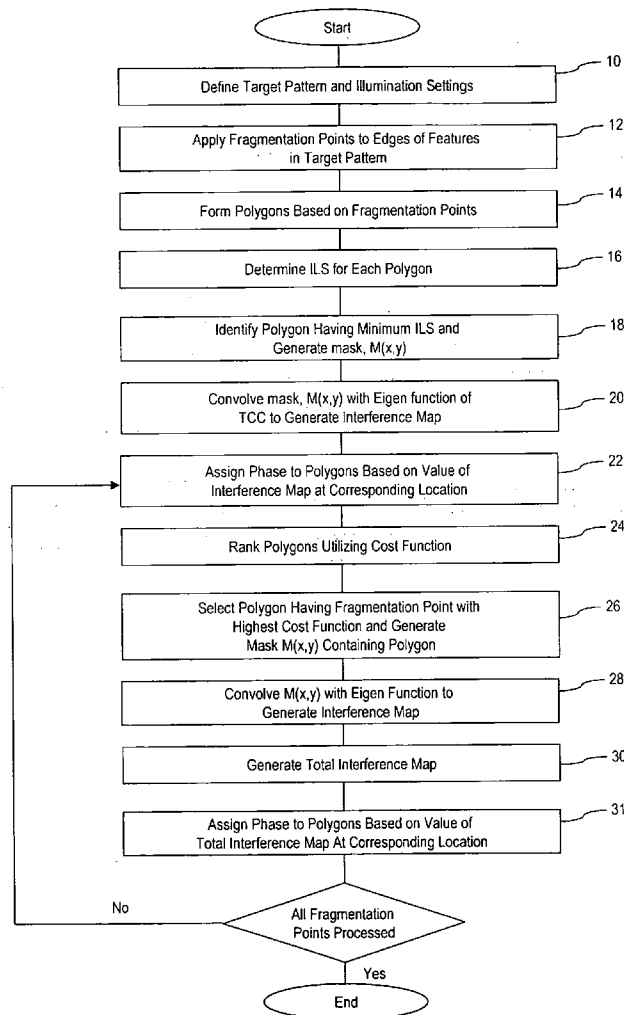 Start
Define Target Pattern and Illumination Settings
10
Apply Fragmentation Points to Edges of Features
in Target Pattern
12
Form Polygons Based on Fragmentation Points
14
Determine ILS for Each Polygon
16
Identify Polygon Having Minimum ILS and
Generate mask, M(x,y)
18
Convolve mask, M(x,y) with Eigen function of
TCC to Generate Interference Map
20
Assign Phase to Polygons Based on Value of
Interference Map at Corresponding Location
22
Rank Polygons Utilizing Cost Function
24
Select Polygon Having Fragmentation Point with
Highest Cost Function and Generate
Mask M(x,y) Containing Polygon
26
Convolve M(x,y) with Eigen Function to
Generate Interference Map
28
Generate Total Interference Map
30
Assign Phase to Polygons Based on Value of
Total Interference Map At Corresponding Location
31
No
All Fragmentation
Points Processed
Yes
End